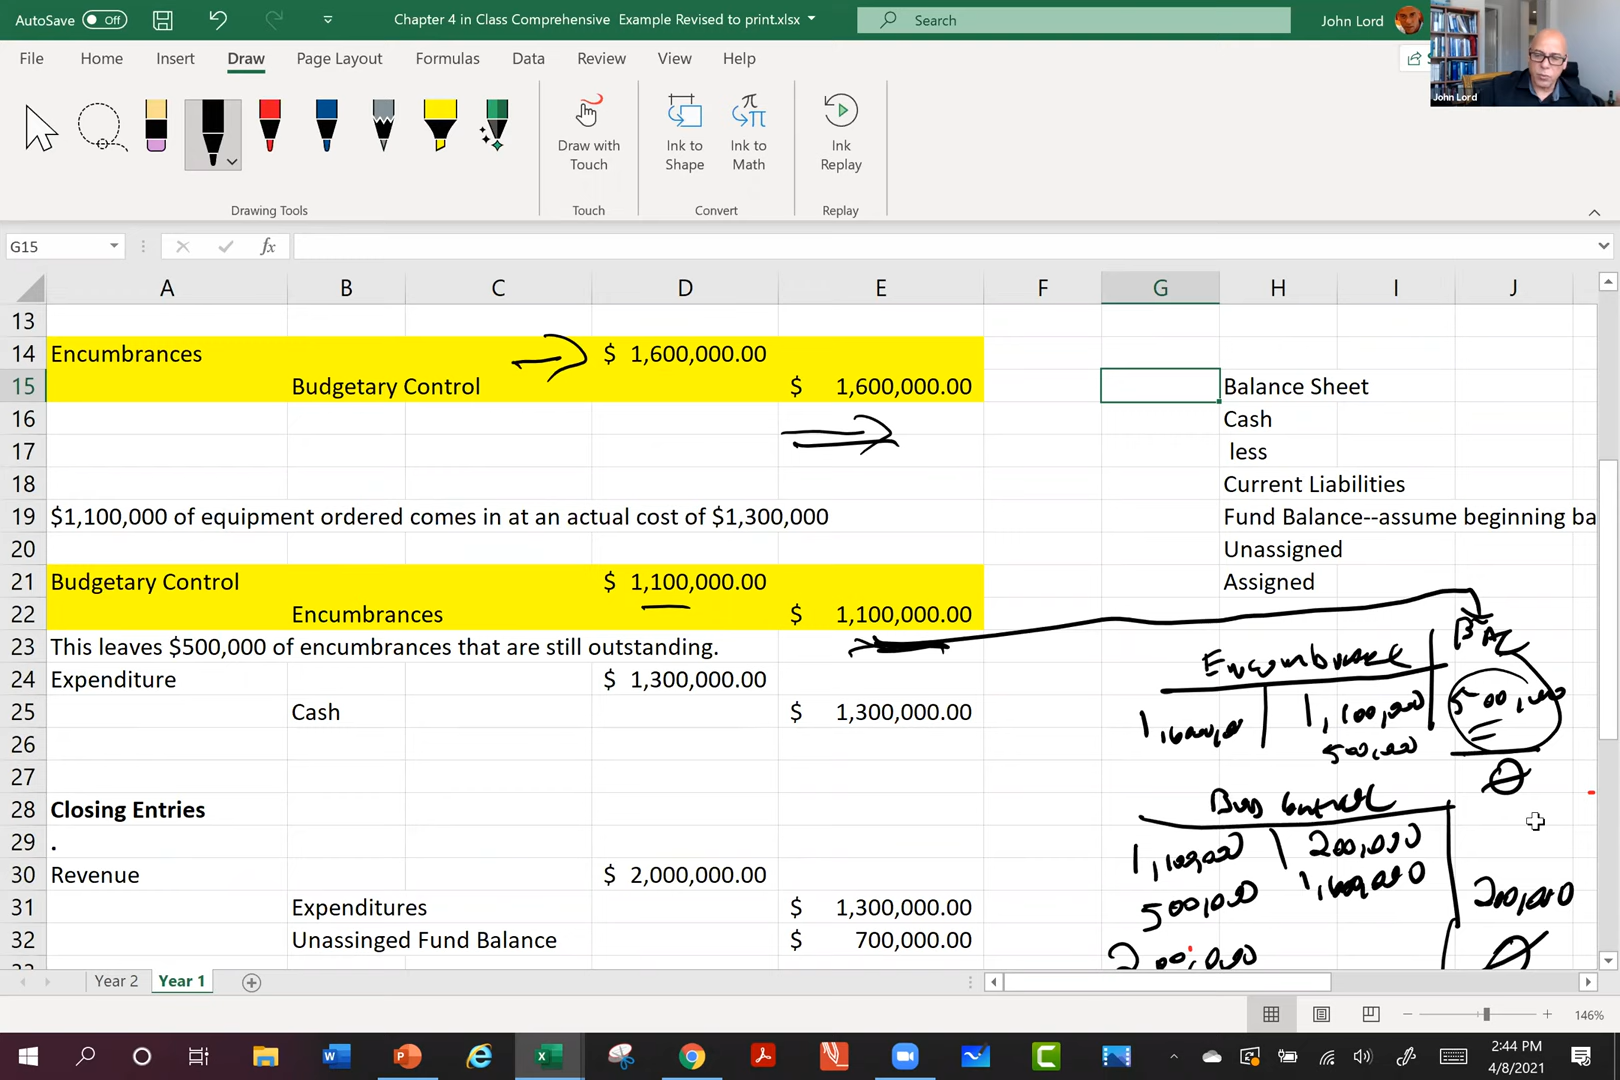 AutoSave Off Chapter 4 in Class Comprehensive Example Revised to print.xlsx Search John Lord
File Home Insert Draw Page Layout Formulas Data Review View Help
John Lord
Draw with Touch
Ink to Shape
Ink to Math
Ink Replay
Drawing Tools Touch Convert Replay
G15 fx
A B C D E F G H I J
13
14 Encumbrances $ 1,600,000.00
15 Budgetary Control $ 1,600,000.00 Balance Sheet
16 Cash
17 less
18 Current Liabilities
19 $1,100,000 of equipment ordered comes in at an actual cost of $1,300,000 Fund Balance--assume beginning ba
20 Unassigned
21 Budgetary Control $ 1,100,000.00 Assigned
22 Encumbrances $ 1,100,000.00
23 This leaves $500,000 of encumbrances that are still outstanding.
24 Expenditure $ 1,300,000.00
25 Cash $ 1,300,000.00
26
27
28 Closing Entries
29 .
30 Revenue $ 2,000,000.00
31 Expenditures $ 1,300,000.00
32 Unassinged Fund Balance $ 700,000.00
BAL
1,100,000 500,000
500,000
1,100,000 200,000
500,000 1,600,000 200,000
Year 2 Year 1
146%
2:44 PM
4/8/2021